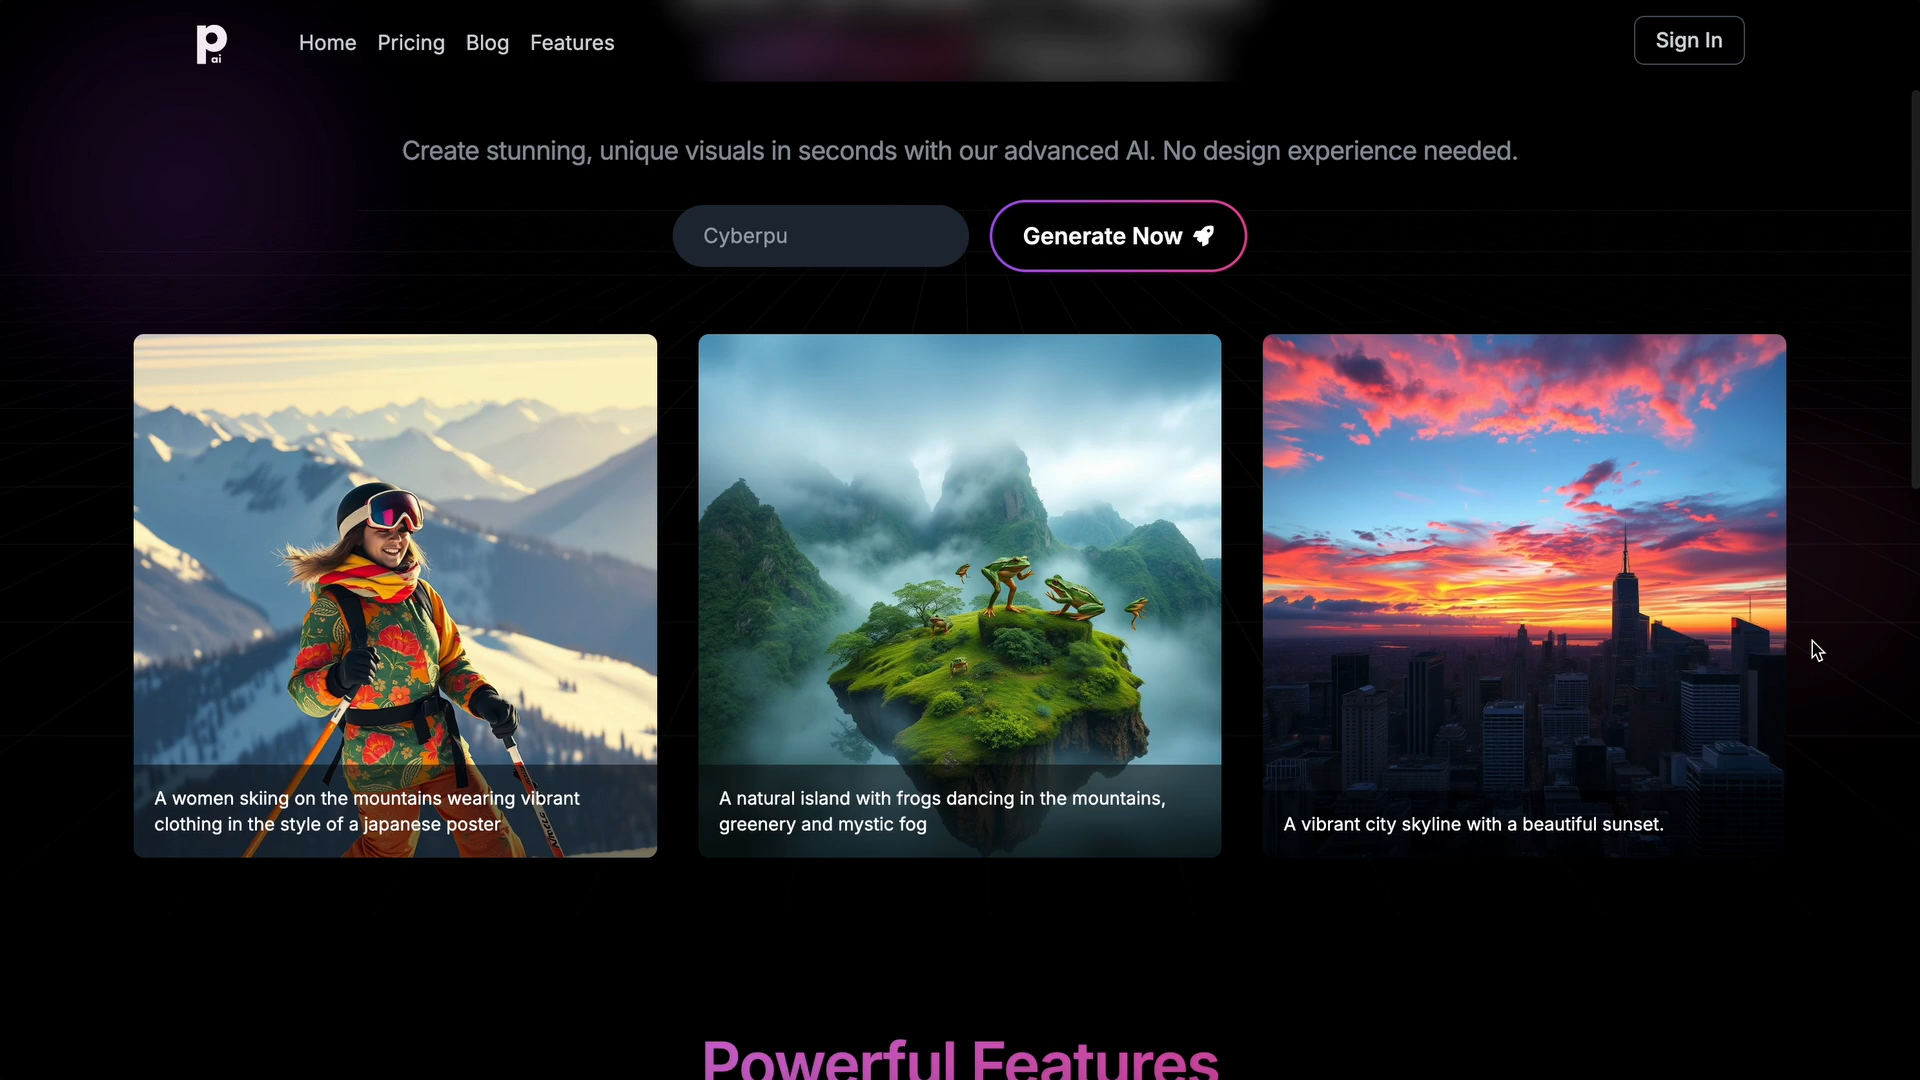 p
ai
Home Pricing Blog Features
Sign In
Create stunning, unique visuals in seconds with our advanced AI. No design experience needed.
Cyberpu
Generate Now
A women skiing on the mountains wearing vibrant
clothing in the style of a japanese poster
A natural island with frogs dancing in the mountains,
greenery and mystic fog
A vibrant city skyline with a beautiful sunset.
Powerful Features